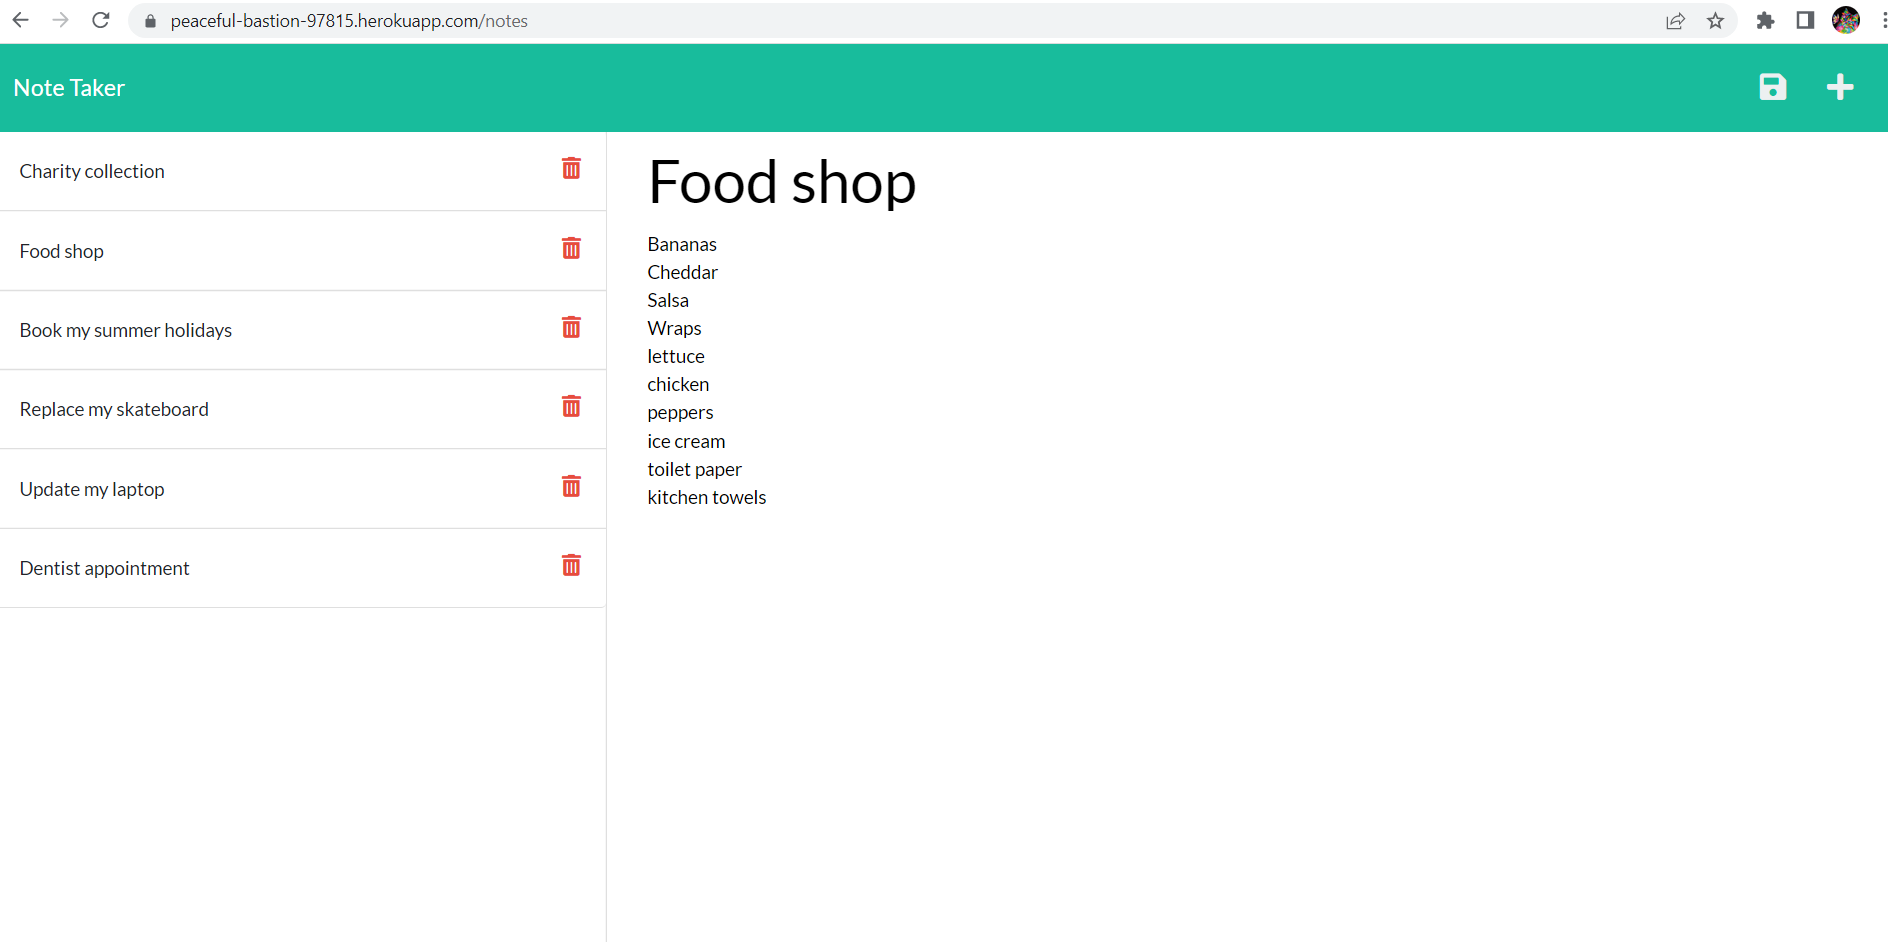 peaceful-bastion-97815.herokuapp.com/notes
Note Taker
Charity collection
Food shop
Book my summer holidays
Replace my skateboard
Update my laptop
Dentist appointment
Food shop
Bananas
Cheddar
Salsa
Wraps
lettuce
chicken
peppers
ice cream
toilet paper
kitchen towels